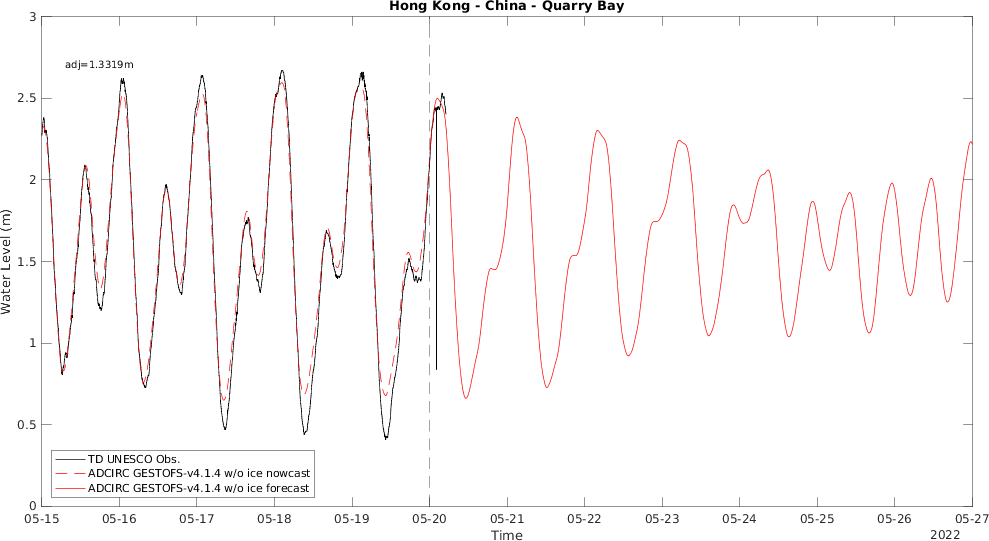 Hong Kong - China - Quarry Bay
3
adj=1.3319m
2.5
2
1.5
1
0.5
0
Water Level (m)
TD UNESCO Obs.
ADCIRC GESTOFS-v4.1.4 w/o ice nowcast
ADCIRC GESTOFS-v4.1.4 w/o ice forecast
05-15 05-16 05-17 05-18 05-19 05-20 05-21 05-22 05-23 05-24 05-25 05-26 05-27
Time
2022